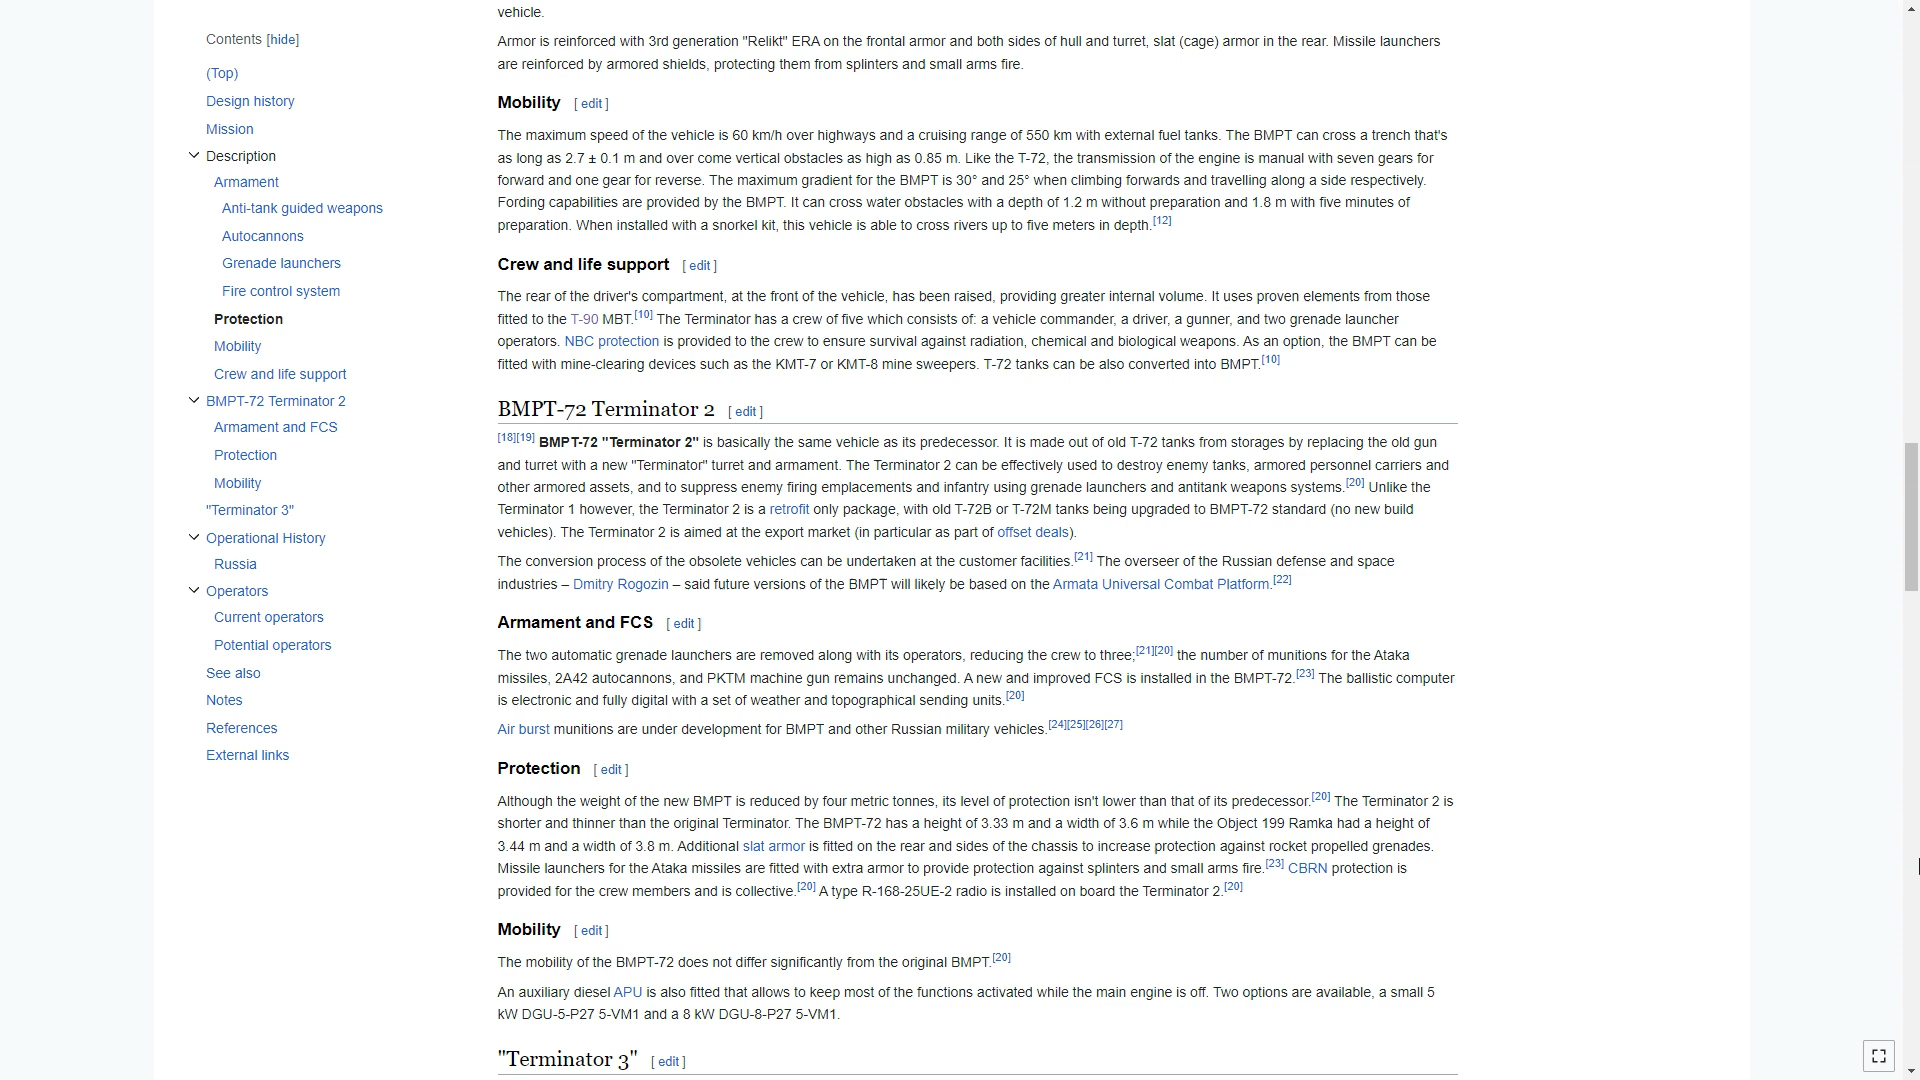 Contents [hide]
(Top)
Design history
Mission
Description
Armament
Anti-tank guided weapons
Autocannons
Grenade launchers
Fire control system
Protection
Mobility
Crew and life support
BMPT-72 Terminator 2
Armament and FCS
Protection
Mobility
"Terminator 3"
Operational History
Russia
Operators
Current operators
Potential operators
See also
Notes
References
External links
vehicle.
Armor is reinforced with 3rd generation "Relikt" ERA on the frontal armor and both sides of hull and turret, slat (cage) armor in the rear. Missile launchers
are reinforced by armored shields, protecting them from splinters and small arms fire.
Mobility [ edit ]
The maximum speed of the vehicle is 60 km/h over highways and a cruising range of 550 km with external fuel tanks. The BMPT can cross a trench that's
as long as 2.7 ± 0.1 m and over come vertical obstacles as high as 0.85 m. Like the T-72, the transmission of the engine is manual with seven gears for
forward and one gear for reverse. The maximum gradient for the BMPT is 30° and 25° when climbing forwards and travelling along a side respectively.
Fording capabilities are provided by the BMPT. It can cross water obstacles with a depth of 1.2 m without preparation and 1.8 m with five minutes of
preparation. When installed with a snorkel kit, this vehicle is able to cross rivers up to five meters in depth.[12]
Crew and life support [ edit ]
The rear of the driver's compartment, at the front of the vehicle, has been raised, providing greater internal volume. It uses proven elements from those
fitted to the T-90 MBT.[10] The Terminator has a crew of five which consists of: a vehicle commander, a driver, a gunner, and two grenade launcher
operators. NBC protection is provided to the crew to ensure survival against radiation, chemical and biological weapons. As an option, the BMPT can be
fitted with mine-clearing devices such as the KMT-7 or KMT-8 mine sweepers. T-72 tanks can be also converted into BMPT.[10]
BMPT-72 Terminator 2 [ edit ]
[18][19] BMPT-72 "Terminator 2" is basically the same vehicle as its predecessor. It is made out of old T-72 tanks from storages by replacing the old gun
and turret with a new "Terminator" turret and armament. The Terminator 2 can be effectively used to destroy enemy tanks, armored personnel carriers and
other armored assets, and to suppress enemy firing emplacements and infantry using grenade launchers and antitank weapons systems.[20] Unlike the
Terminator 1 however, the Terminator 2 is a retrofit only package, with old T-72B or T-72M tanks being upgraded to BMPT-72 standard (no new build
vehicles). The Terminator 2 is aimed at the export market (in particular as part of offset deals).
The conversion process of the obsolete vehicles can be undertaken at the customer facilities.[21] The overseer of the Russian defense and space
industries – Dmitry Rogozin – said future versions of the BMPT will likely be based on the Armata Universal Combat Platform.[22]
Armament and FCS [ edit ]
The two automatic grenade launchers are removed along with its operators, reducing the crew to three;[21][20] the number of munitions for the Ataka
missiles, 2A42 autocannons, and PKTM machine gun remains unchanged. A new and improved FCS is installed in the BMPT-72.[23] The ballistic computer
is electronic and fully digital with a set of weather and topographical sending units.[20]
Air burst munitions are under development for BMPT and other Russian military vehicles.[24][25][26][27]
Protection [ edit ]
Although the weight of the new BMPT is reduced by four metric tonnes, its level of protection isn't lower than that of its predecessor.[20] The Terminator 2 is
shorter and thinner than the original Terminator. The BMPT-72 has a height of 3.33 m and a width of 3.6 m while the Object 199 Ramka had a height of
3.44 m and a width of 3.8 m. Additional slat armor is fitted on the rear and sides of the chassis to increase protection against rocket propelled grenades.
Missile launchers for the Ataka missiles are fitted with extra armor to provide protection against splinters and small arms fire.[23] CBRN protection is
provided for the crew members and is collective.[20] A type R-168-25UE-2 radio is installed on board the Terminator 2.[20]
Mobility [ edit ]
The mobility of the BMPT-72 does not differ significantly from the original BMPT.[20]
An auxiliary diesel APU is also fitted that allows to keep most of the functions activated while the main engine is off. Two options are available, a small 5
kW DGU-5-P27 5-VM1 and a 8 kW DGU-8-P27 5-VM1.
"Terminator 3" [ edit ]